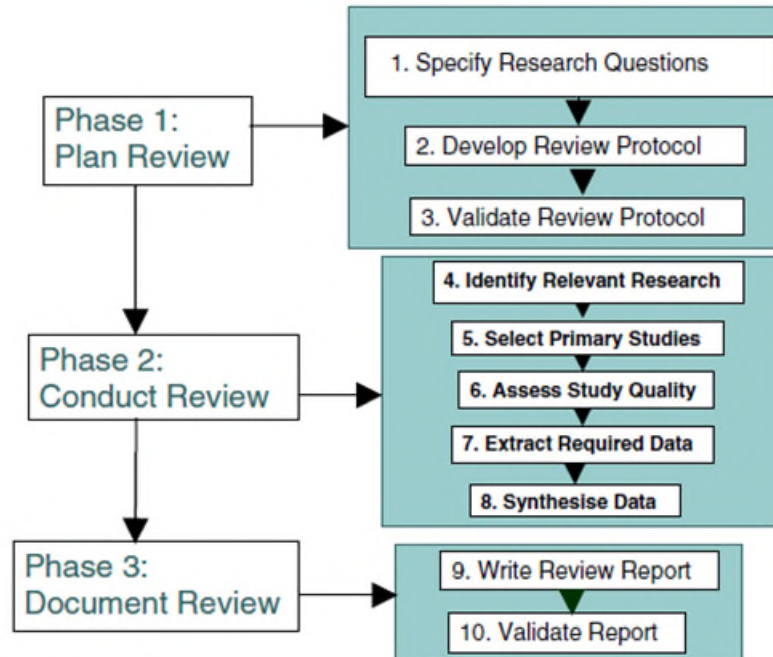 Phase 1:
Plan Review
1. Specify Research Questions
2. Develop Review Protocol
3. Validate Review Protocol
Phase 2:
Conduct Review
4. Identify Relevant Research
5. Select Primary Studies
6. Assess Study Quality
7. Extract Required Data
8. Synthesise Data
Phase 3:
Document Review
9. Write Review Report
10. Validate Report